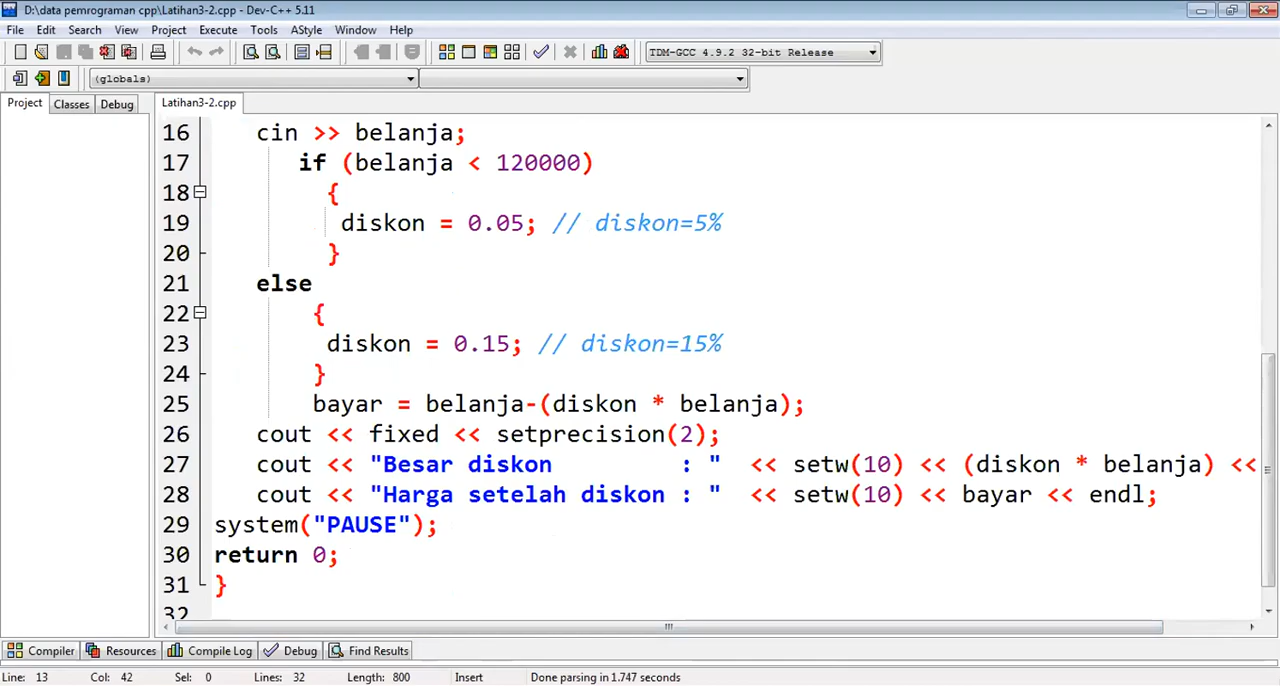 D:\data pemrograman cpp\Latihan3-2.cpp - Dev-C++ 5.11
File Edit Search View Project Execute Tools AStyle Window Help
TDM-GCC 4.9.2 32-bit Release
(globals)
Project Classes Debug Latihan3-2.cpp
16 cin >> belanja;
17 if (belanja < 120000)
18 {
19 diskon = 0.05; // diskon=5%
20 }
21 else
22 {
23 diskon = 0.15; // diskon=15%
24 }
25 bayar = belanja-(diskon * belanja);
26 cout << fixed << setprecision(2);
27 cout << "Besar diskon : " << setw(10) << (diskon * belanja) <<
28 cout << "Harga setelah diskon : " << setw(10) << bayar << endl;
29 system("PAUSE");
30 return 0;
31 }
32
Compiler Resources Compile Log Debug Find Results
Line: 13 Col: 42 Sel: 0 Lines: 32 Length: 800 Insert Done parsing in 1.747 seconds